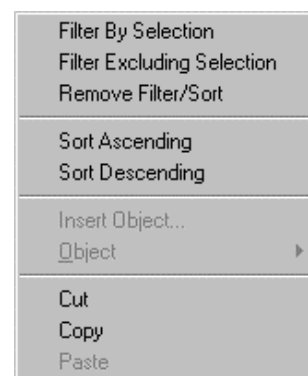 Filter By Selection
Filter Excluding Selection
Remove Filter/Sort
Sort Ascending
Sort Descending
Insert Object...
Object
Cut
Copy
Paste